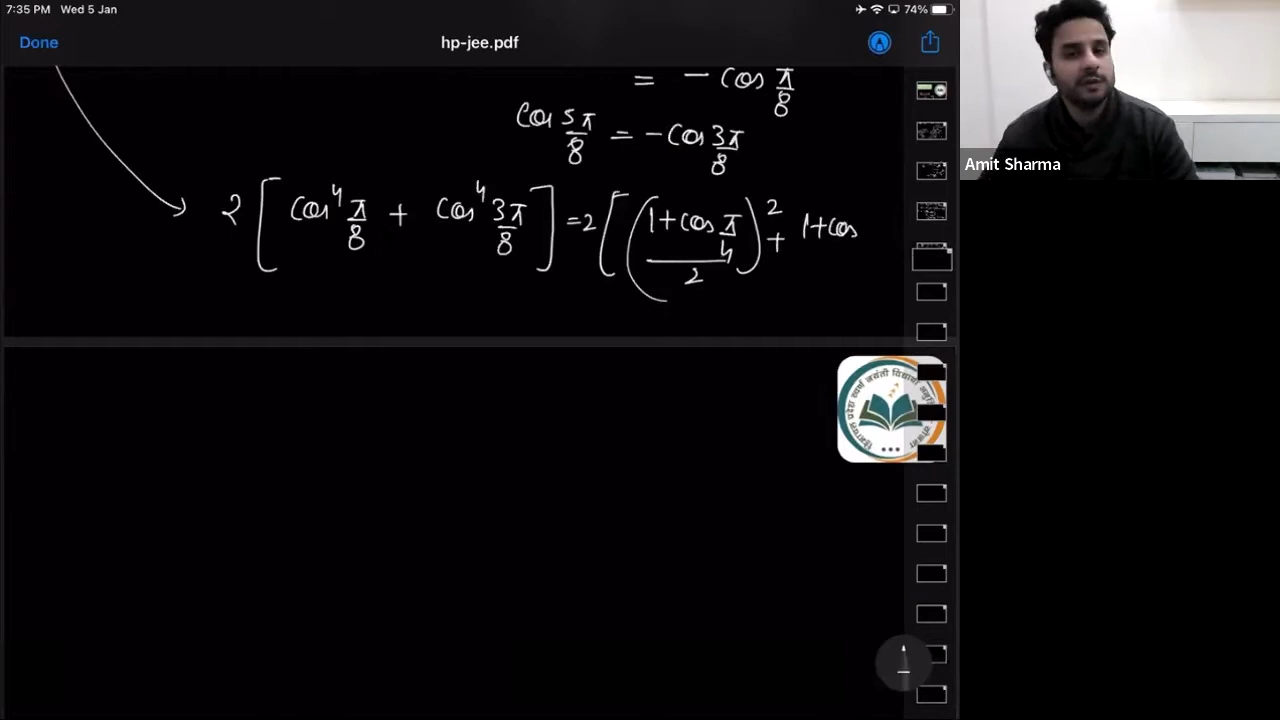 7:35 PM Wed 5 Jan
74%
Done
hp-jee.pdf
= - cos π/8
cos 5π/8 = - cos 3π/8
2 [ cos⁴ π/8 + cos⁴ 3π/8 ] = 2 [ ( (1 + cos π/4) / 2 )² + 1 + cos
Amit Sharma